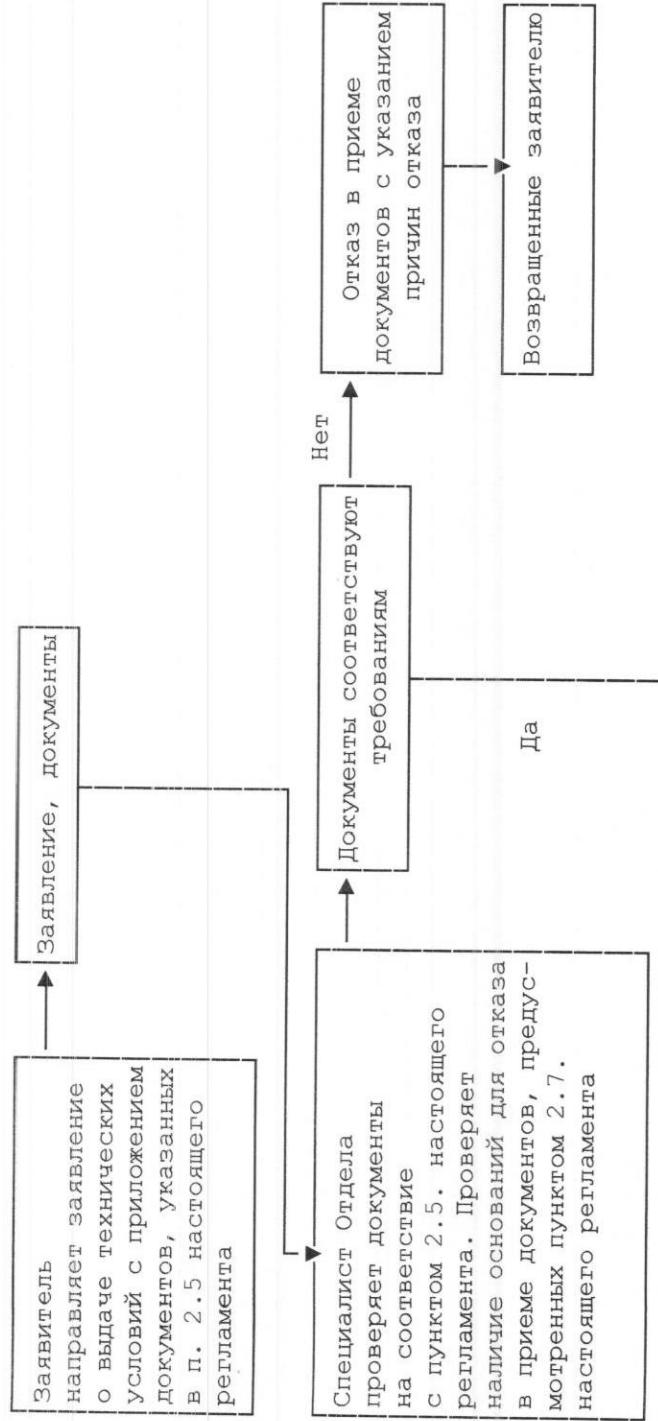 Заявитель
направляет заявление
о выдаче технических
условий с приложением
документов, указанных
в п. 2.5 настоящего
регламента
Заявление, документы
Специалист Отдела
проверяет документы
на соответствие
с пунктом 2.5. настоящего
регламента. Проверяет
наличие оснований для отказа
в приеме документов, предус-
мотренных пунктом 2.7.
настоящего регламента
Документы соответствуют
требованиям
Нет
Отказ в приеме
документов с указанием
причин отказа
Возвращенные заявителю
Да